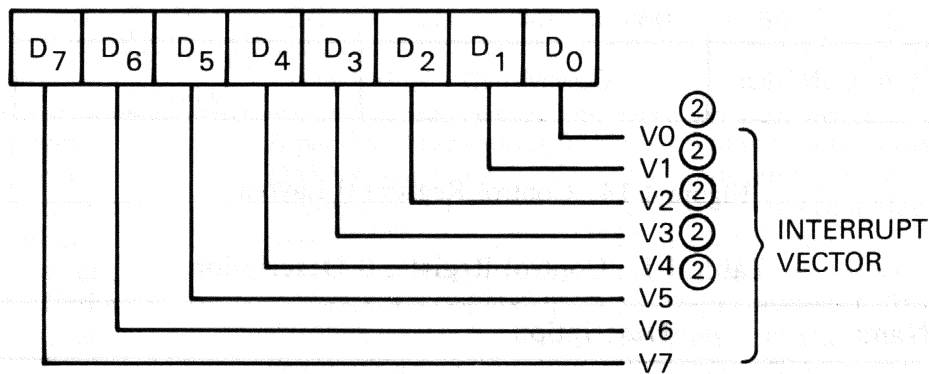 D7 D6 D5 D4 D3 D2 D1 D0
V0 ②
V1 ②
V2 ②
V3 ②
V4 ②
V5
V6
V7
INTERRUPT
VECTOR